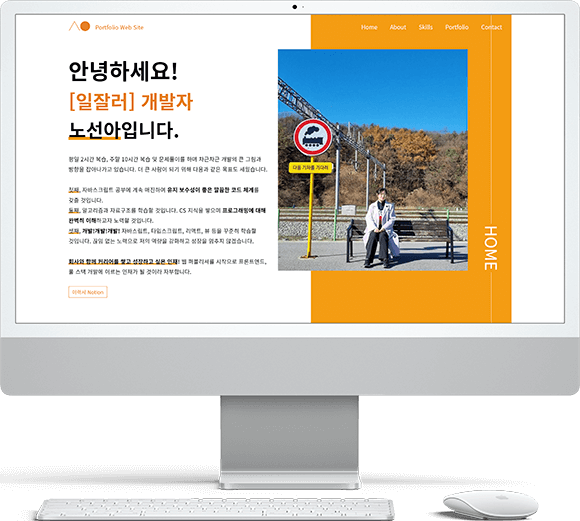 Portfolio Web Site
Home About Skills Portfolio Contact
안녕하세요!
[일잘러] 개발자
노선아입니다.
평일 2시간 복습, 주말 10시간 복습 및 문제풀이를 하며 차근차근 개발의 큰 그림과
방향을 잡아나가고 있습니다. 더 큰 사람이 되기 위해 다음과 같은 목표도 세웠습니다.
첫째, 자바스크립트 공부에 계속 매진하며 유지 보수성이 좋은 깔끔한 코드 체계를
갖출 것입니다.
둘째, 알고리즘과 자료구조를 학습할 것입니다. CS 지식을 쌓으며 프로그래밍에 대해
완벽히 이해하고자 노력할 것입니다.
셋째, 개발!개발!개발! 자바스립트, 타입스크립트, 리액트, 뷰 등을 꾸준히 학습할
것입니다. 끊임 없는 노력으로 저의 역량을 강화하고 성장을 멈추지 않겠습니다.
회사와 함께 커리어를 쌓고 성장하고 싶은 인재! 웹 퍼블리셔를 시작으로 프론트엔드,
풀 스택 개발에 이르는 인재가 될 것이라 자부합니다.
이력서 Notion
다음 기차를 기다려
HOME